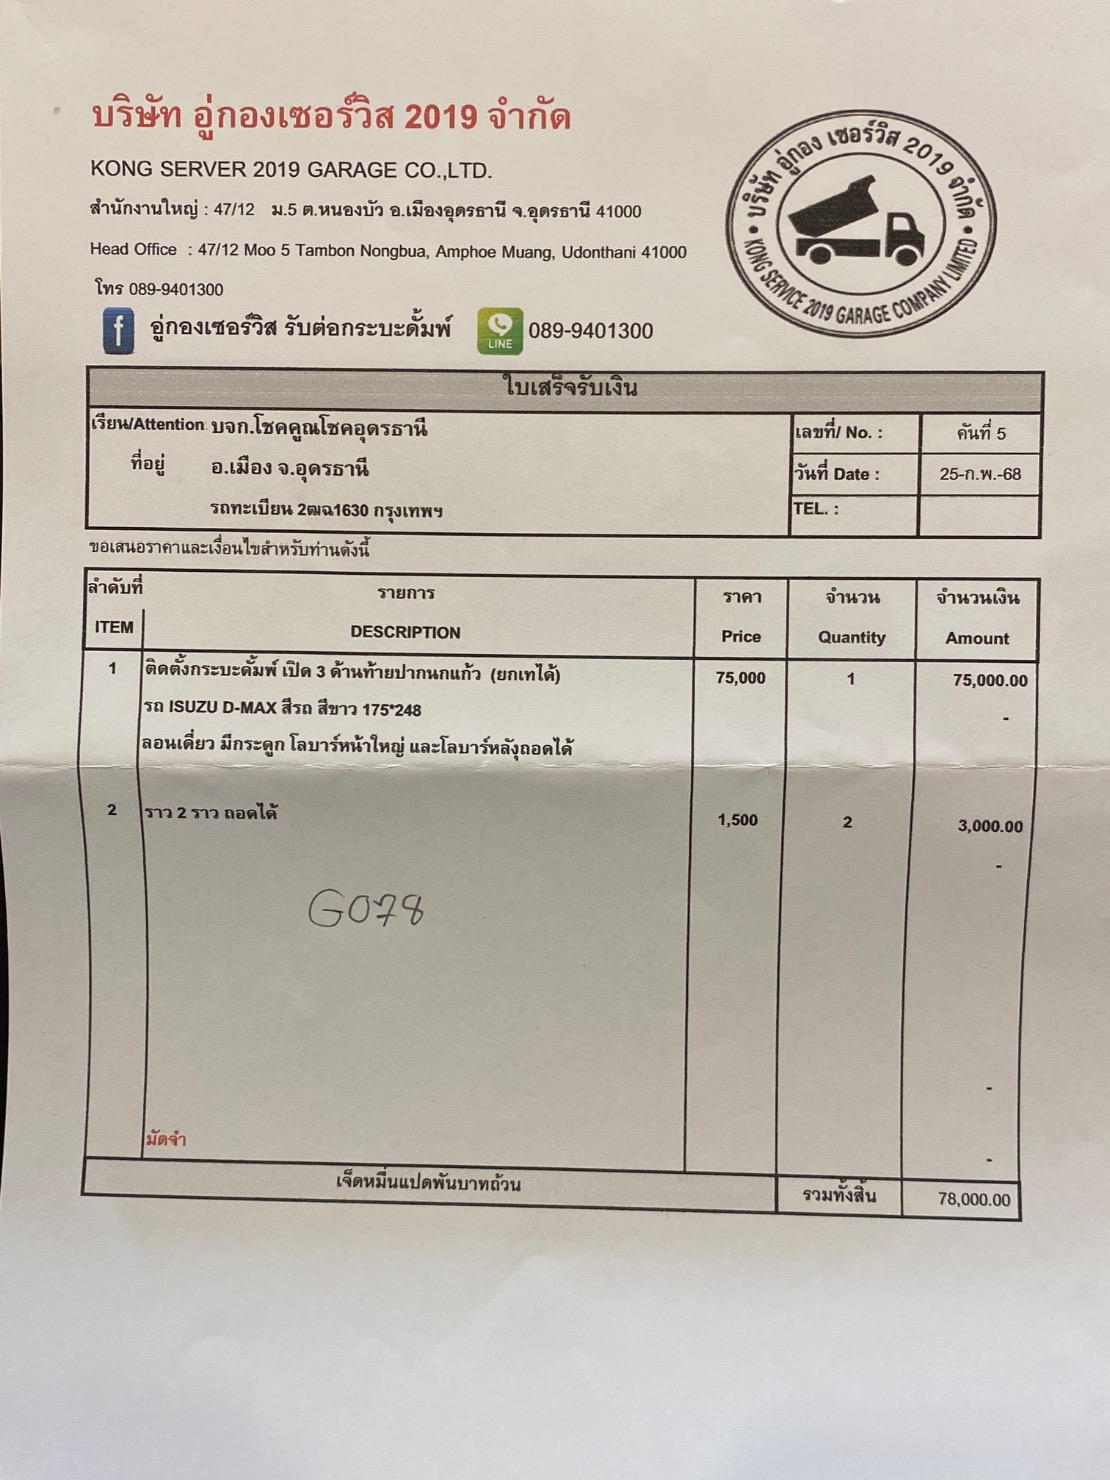 บริษัท อู่กองเซอร์วิส 2019 จำกัด
KONG SERVER 2019 GARAGE CO.,LTD.
สำนักงานใหญ่ : 47/12 ม.5 ต.หนองบัว อ.เมืองอุดรธานี จ.อุดรธานี 41000
Head Office : 47/12 Moo 5 Tambon Nongbua, Amphoe Muang, Udonthani 41000
โทร 089-9401300
f อู่กองเซอร์วิส รับต่อกระบะดั้มพ์ LINE 089-9401300
• บริษัท อู่กอง เซอร์วิส 2019 จำกัด •
KONG SERVICE 2019 GARAGE COMPANY LIMITED
ใบเสร็จรับเงิน
เรียน/Attention: บจก.โชคคูณโชคอุดรธานี เลขที่/ No. : คันที่ 5
ที่อยู่ อ.เมือง จ.อุดรธานี วันที่ Date : 25-ก.พ.-68
รถทะเบียน 2ฒฉ1630 กรุงเทพฯ TEL. :
ขอเสนอราคาและเงื่อนไขสำหรับท่านดังนี้
ลำดับที่ รายการ ราคา จำนวน จำนวนเงิน
ITEM DESCRIPTION Price Quantity Amount
1 ติดตั้งกระบะดั้มพ์ เปิด 3 ด้านท้ายปากนกแก้ว (ยกเทได้) 75,000 1 75,000.00
รถ ISUZU D-MAX สีรถ สีขาว 175*248 -
ลอนเดี่ยว มีกระดูก โลบาร์หน้าใหญ่ และโลบาร์หลังถอดได้
2 ราว 2 ราว ถอดได้ 1,500 2 3,000.00
-
G078
-
มัดจำ
-
เจ็ดหมื่นแปดพันบาทถ้วน รวมทั้งสิ้น 78,000.00